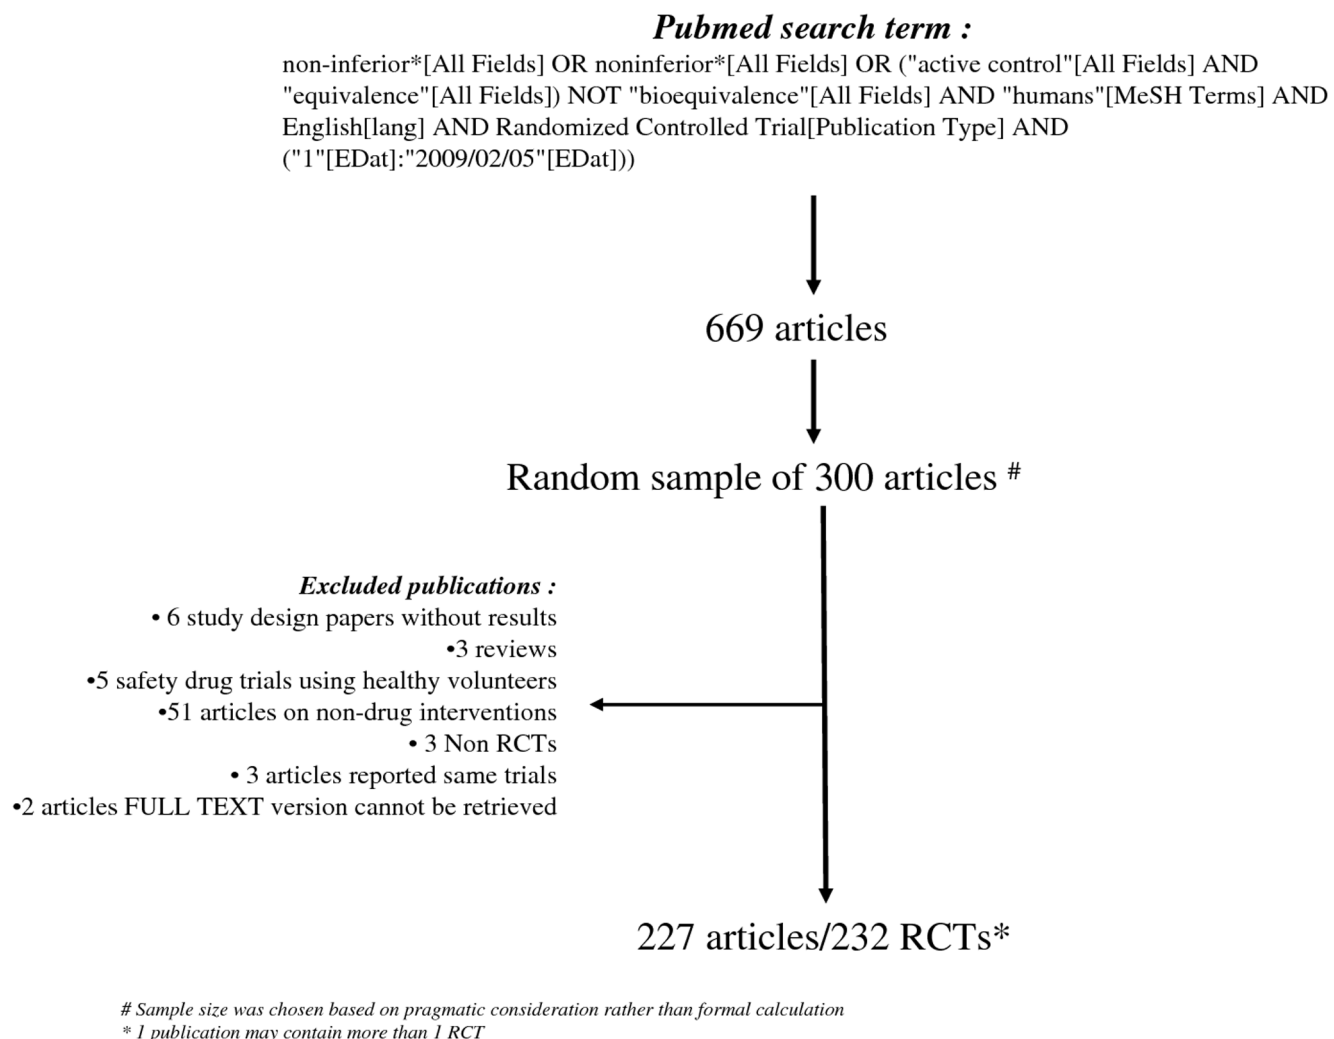 Pubmed search term :
non-inferior*[All Fields] OR noninferior*[All Fields] OR ("active control"[All Fields] AND
"equivalence"[All Fields]) NOT "bioequivalence"[All Fields] AND "humans"[MeSH Terms] AND
English[lang] AND Randomized Controlled Trial[Publication Type] AND
("1"[EDat]:"2009/02/05"[EDat]))
669 articles
Random sample of 300 articles #
Excluded publications :
• 6 study design papers without results
•3 reviews
•5 safety drug trials using healthy volunteers
•51 articles on non-drug interventions
• 3 Non RCTs
• 3 articles reported same trials
•2 articles FULL TEXT version cannot be retrieved
227 articles/232 RCTs*
# Sample size was chosen based on pragmatic consideration rather than formal calculation
* 1 publication may contain more than 1 RCT